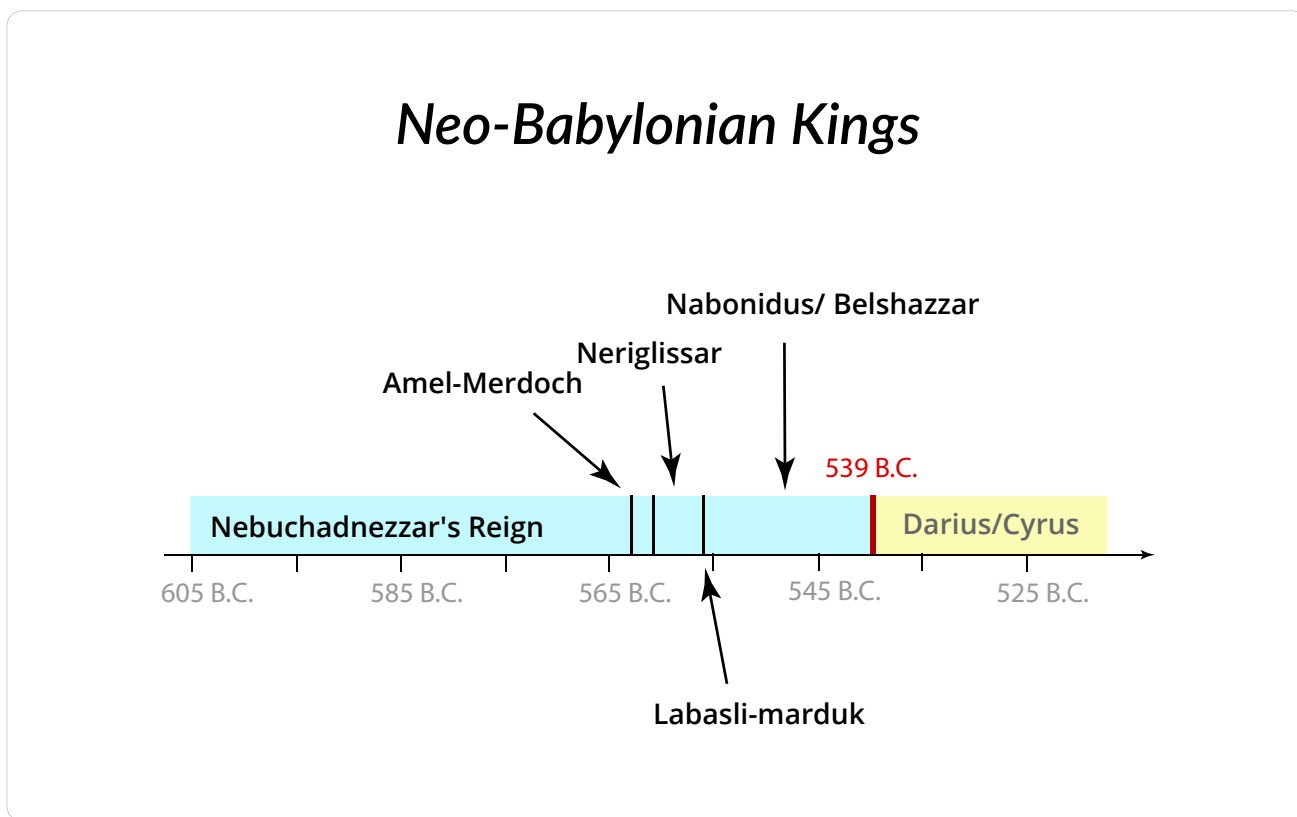 Neo-Babylonian Kings
Nabonidus/ Belshazzar
Neriglissar
Amel-Merdoch
539 B.C.
Nebuchadnezzar's Reign
Darius/Cyrus
605 B.C.
585 B.C.
565 B.C.
545 B.C.
525 B.C.
Labasli-marduk